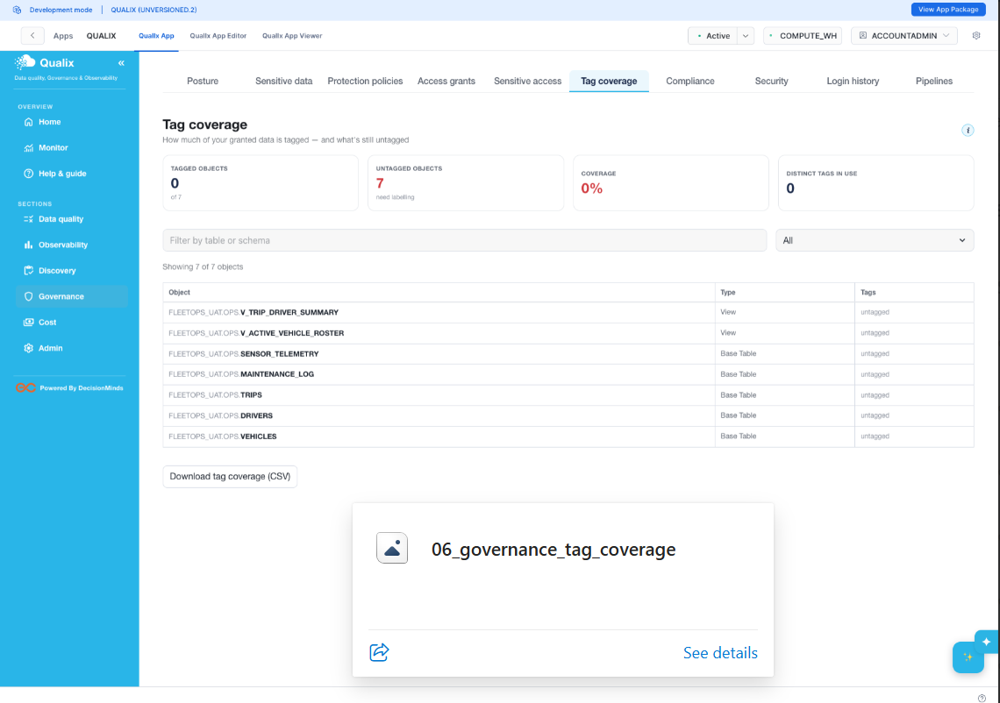 Development mode | QUALIX (UNVERSIONED.2) View App Package
Apps QUALIX Qualix App Qualix App Editor Qualix App Viewer Active COMPUTE_WH ACCOUNTADMIN
Qualix «
Data quality, Governance & Observability
OVERVIEW
Home
Monitor
Help & guide
SECTIONS
Data quality
Observability
Discovery
Governance
Cost
Admin
Powered By DecisionMinds
Posture Sensitive data Protection policies Access grants Sensitive access Tag coverage Compliance Security Login history Pipelines
Tag coverage
How much of your granted data is tagged — and what's still untagged
i
TAGGED OBJECTS
0
of 7
UNTAGGED OBJECTS
7
need labelling
COVERAGE
0%
DISTINCT TAGS IN USE
0
Filter by table or schema All
Showing 7 of 7 objects
Object Type Tags
FLEETOPS_UAT.OPS.V_TRIP_DRIVER_SUMMARY View untagged
FLEETOPS_UAT.OPS.V_ACTIVE_VEHICLE_ROSTER View untagged
FLEETOPS_UAT.OPS.SENSOR_TELEMETRY Base Table untagged
FLEETOPS_UAT.OPS.MAINTENANCE_LOG Base Table untagged
FLEETOPS_UAT.OPS.TRIPS Base Table untagged
FLEETOPS_UAT.OPS.DRIVERS Base Table untagged
FLEETOPS_UAT.OPS.VEHICLES Base Table untagged
Download tag coverage (CSV)
06_governance_tag_coverage
See details